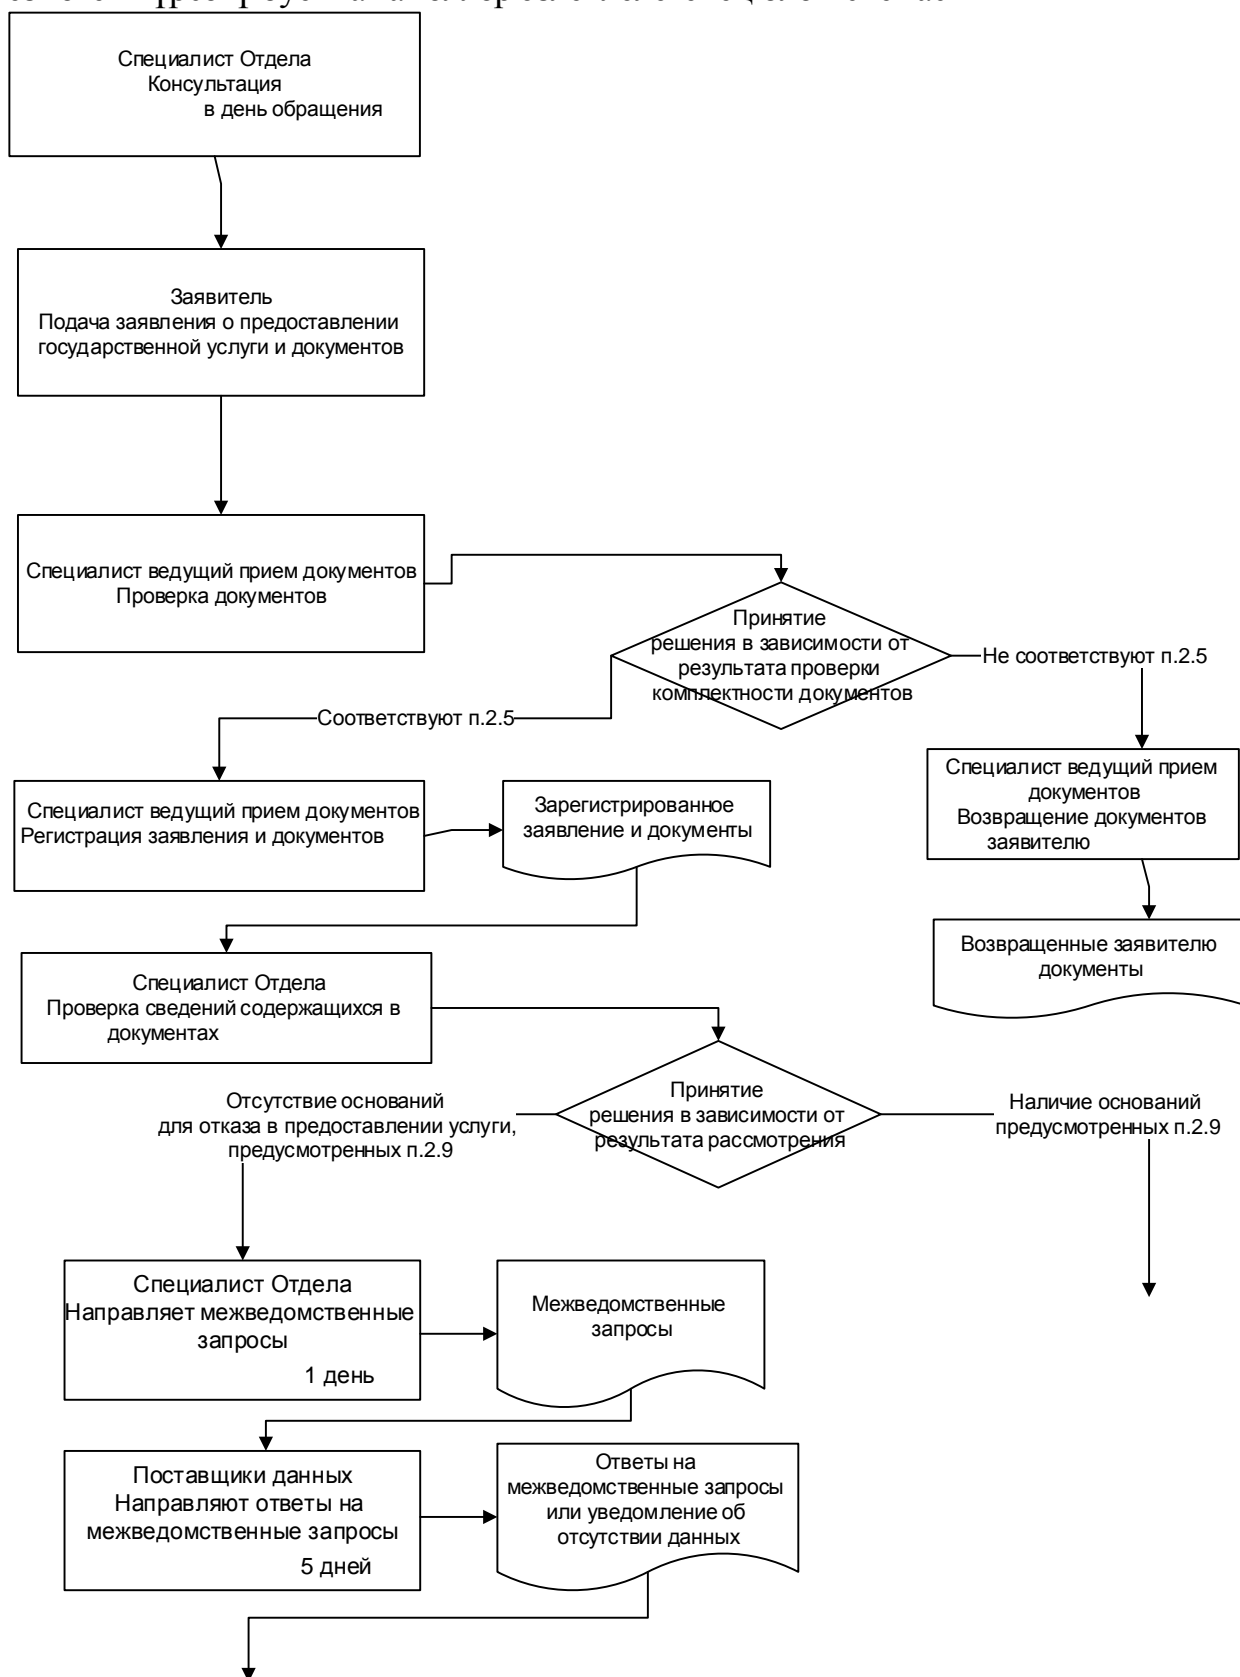 Специалист Отдела
Консультация
в день обращения
Заявитель
Подача заявления о предоставлении
государственной услуги и документов
Специалист ведущий прием документов
Проверка документов
Принятие
решения в зависимости от
результата проверки
комплектности документов
Не соответствуют п.2.5
Соответствуют п.2.5
Специалист ведущий прием
документов
Возвращение документов
заявителю
Специалист ведущий прием документов
Регистрация заявления и документов
Зарегистрированное
заявление и документы
Возвращенные заявителю
документы
Специалист Отдела
Проверка сведений содержащихся в
документах
Принятие
решения в зависимости от
результата рассмотрения
Отсутствие оснований
для отказа в предоставлении услуги,
предусмотренных п.2.9
Наличие оснований
предусмотренных п.2.9
Специалист Отдела
Направляет межведомственные
запросы
1 день
Межведомственные
запросы
Поставщики данных
Направляют ответы на
межведомственные запросы
5 дней
Ответы на
межведомственные запросы
или уведомление об
отсутствии данных